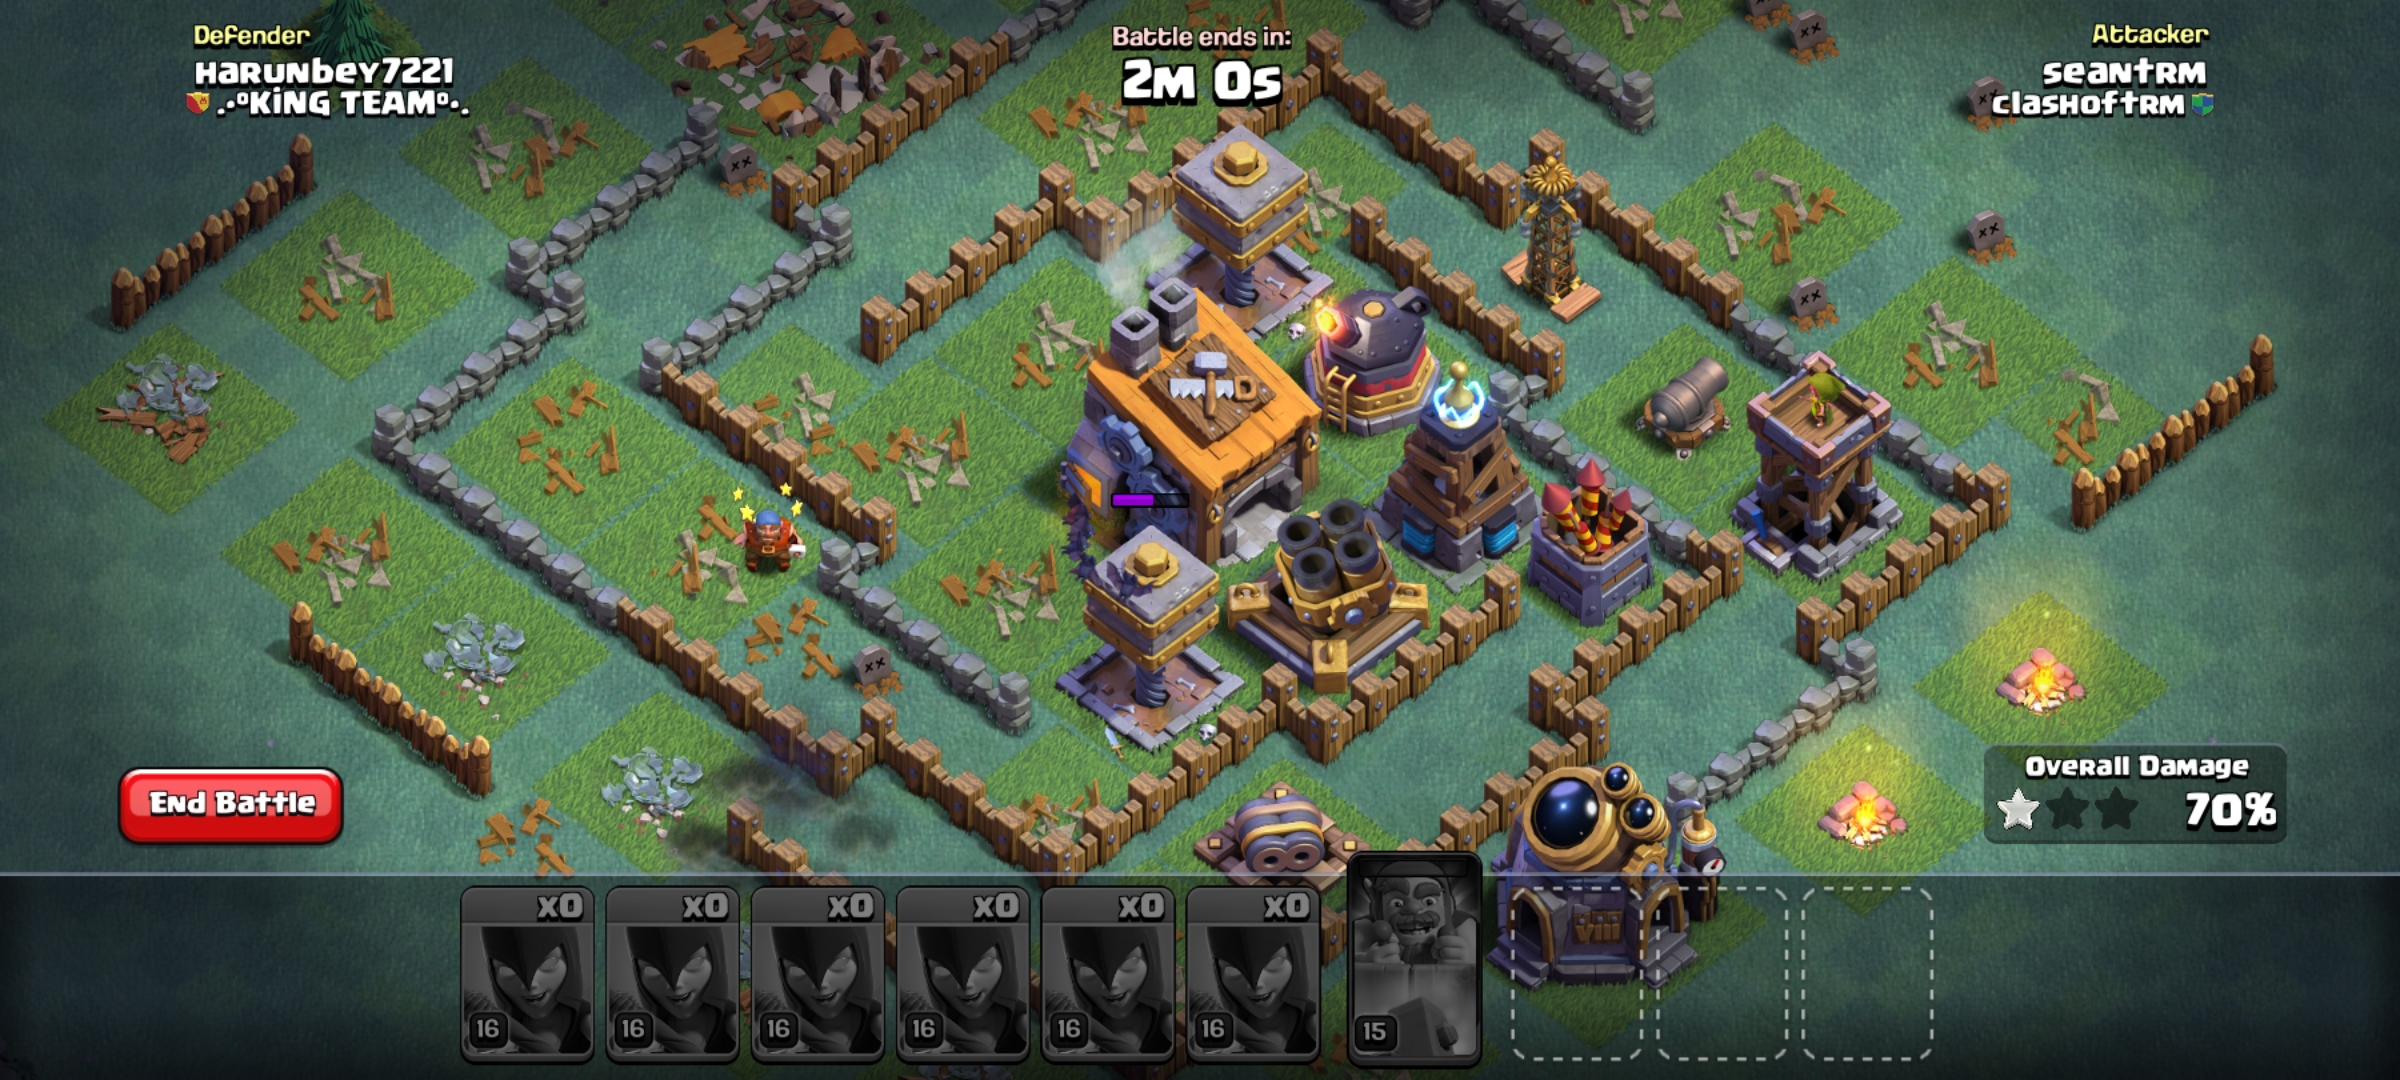 Defender
HaRUNbeY7221
.•°KiNG TEAM°•.
Battle ends in:
2M 0s
Attacker
seantRM
clashoftRM
End Battle
Overall Damage
70%
x0
x0
x0
x0
x0
x0
16
16
16
16
16
16
15
VIII